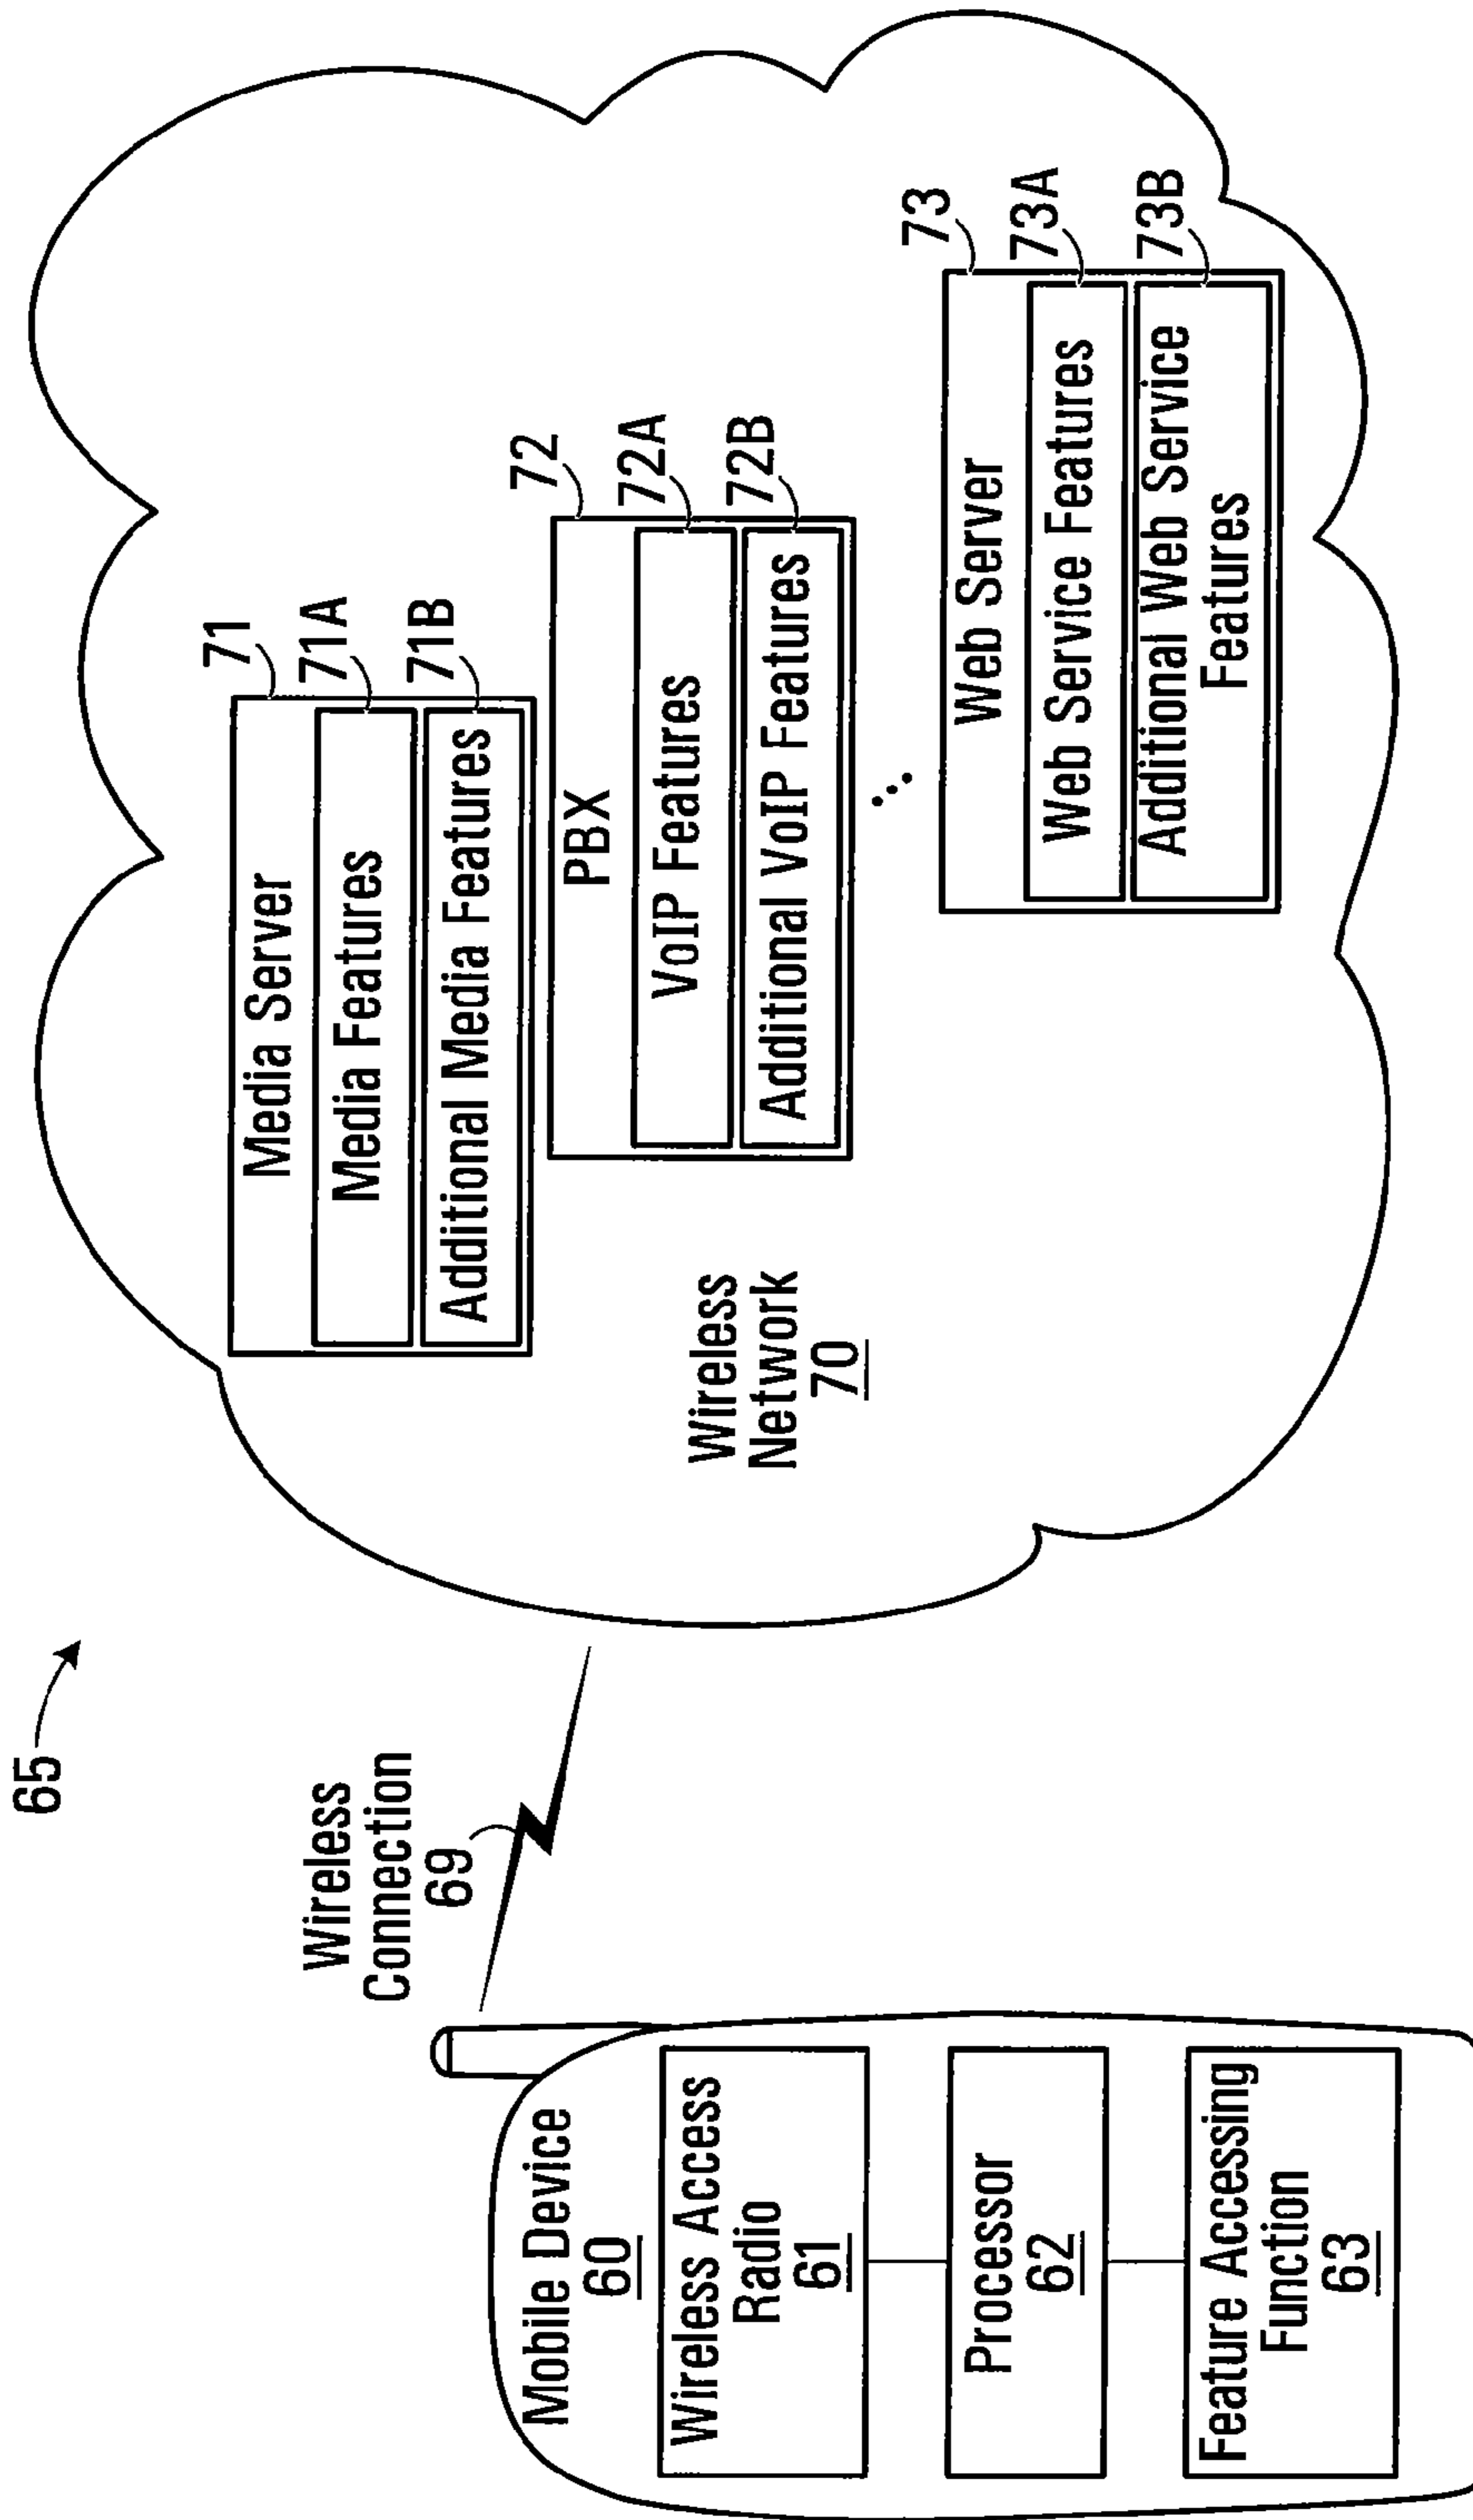 65
Wireless
Connection
69
Mobile Device
60
Wireless Access
Radio
61
Processor
62
Feature Accessing
Function
63
Wireless
Network
70
71
Media Server
71A
Media Features
71B
Additional Media Features
72
PBX
72A
VoIP Features
72B
Additional VoIP Features
73
Web Server
73A
Web Service Features
73B
Additional Web Service
Features